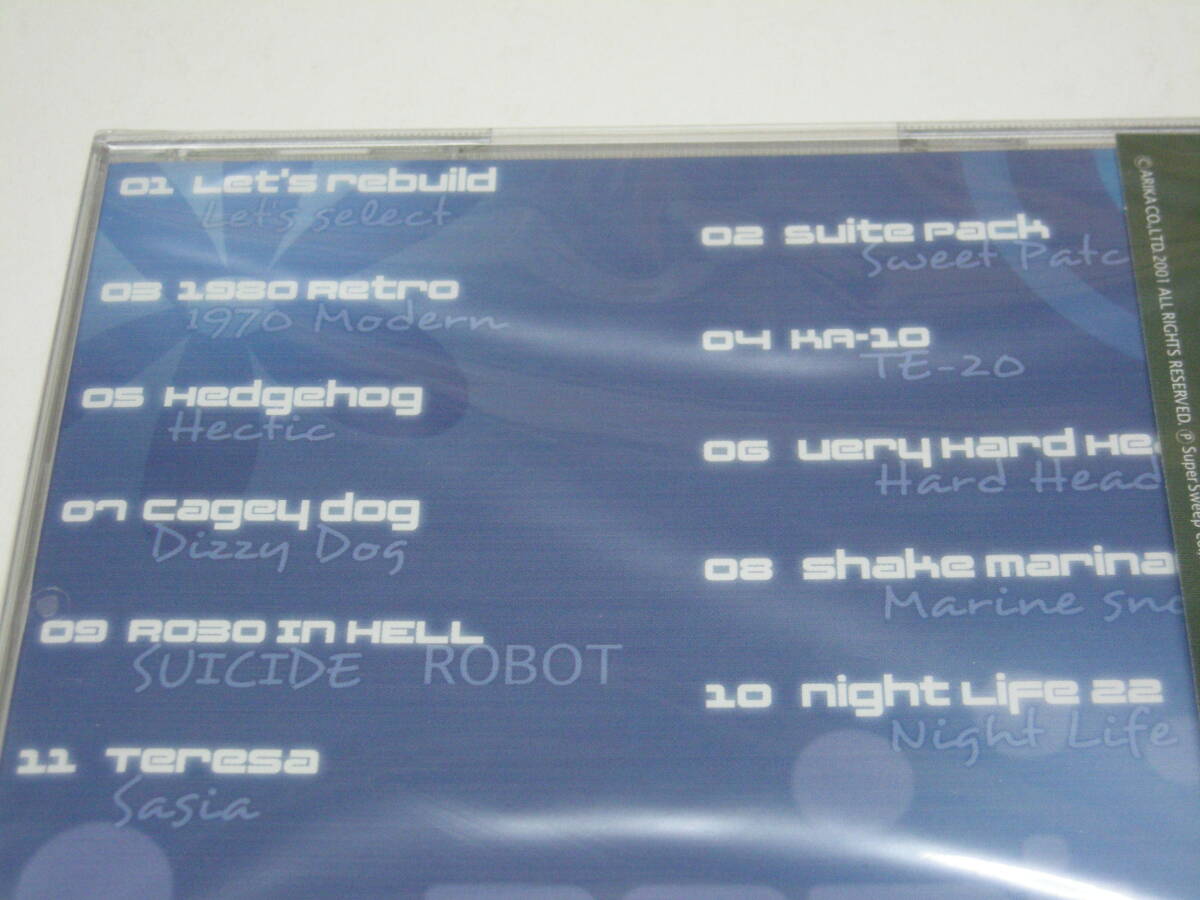 01 Let's rebuild
Let's select
02 suite pack
Sweet Patc
03 1980 Retro
1970 Modern
04 KA-10
TE-20
05 Hedgehog
Hectic
06 very Hard Hea
Hard Head
07 cagey dog
Dizzy Dog
08 shake marina
Marine sno
09 ROBO IN HELL
SUICIDE ROBOT
10 night Life 22
Night Life
11 Teresa
Sasia
©ARIKA CO.,LTD.2001 ALL RIGHTS RESERVED. ℗ SuperSweep Co.